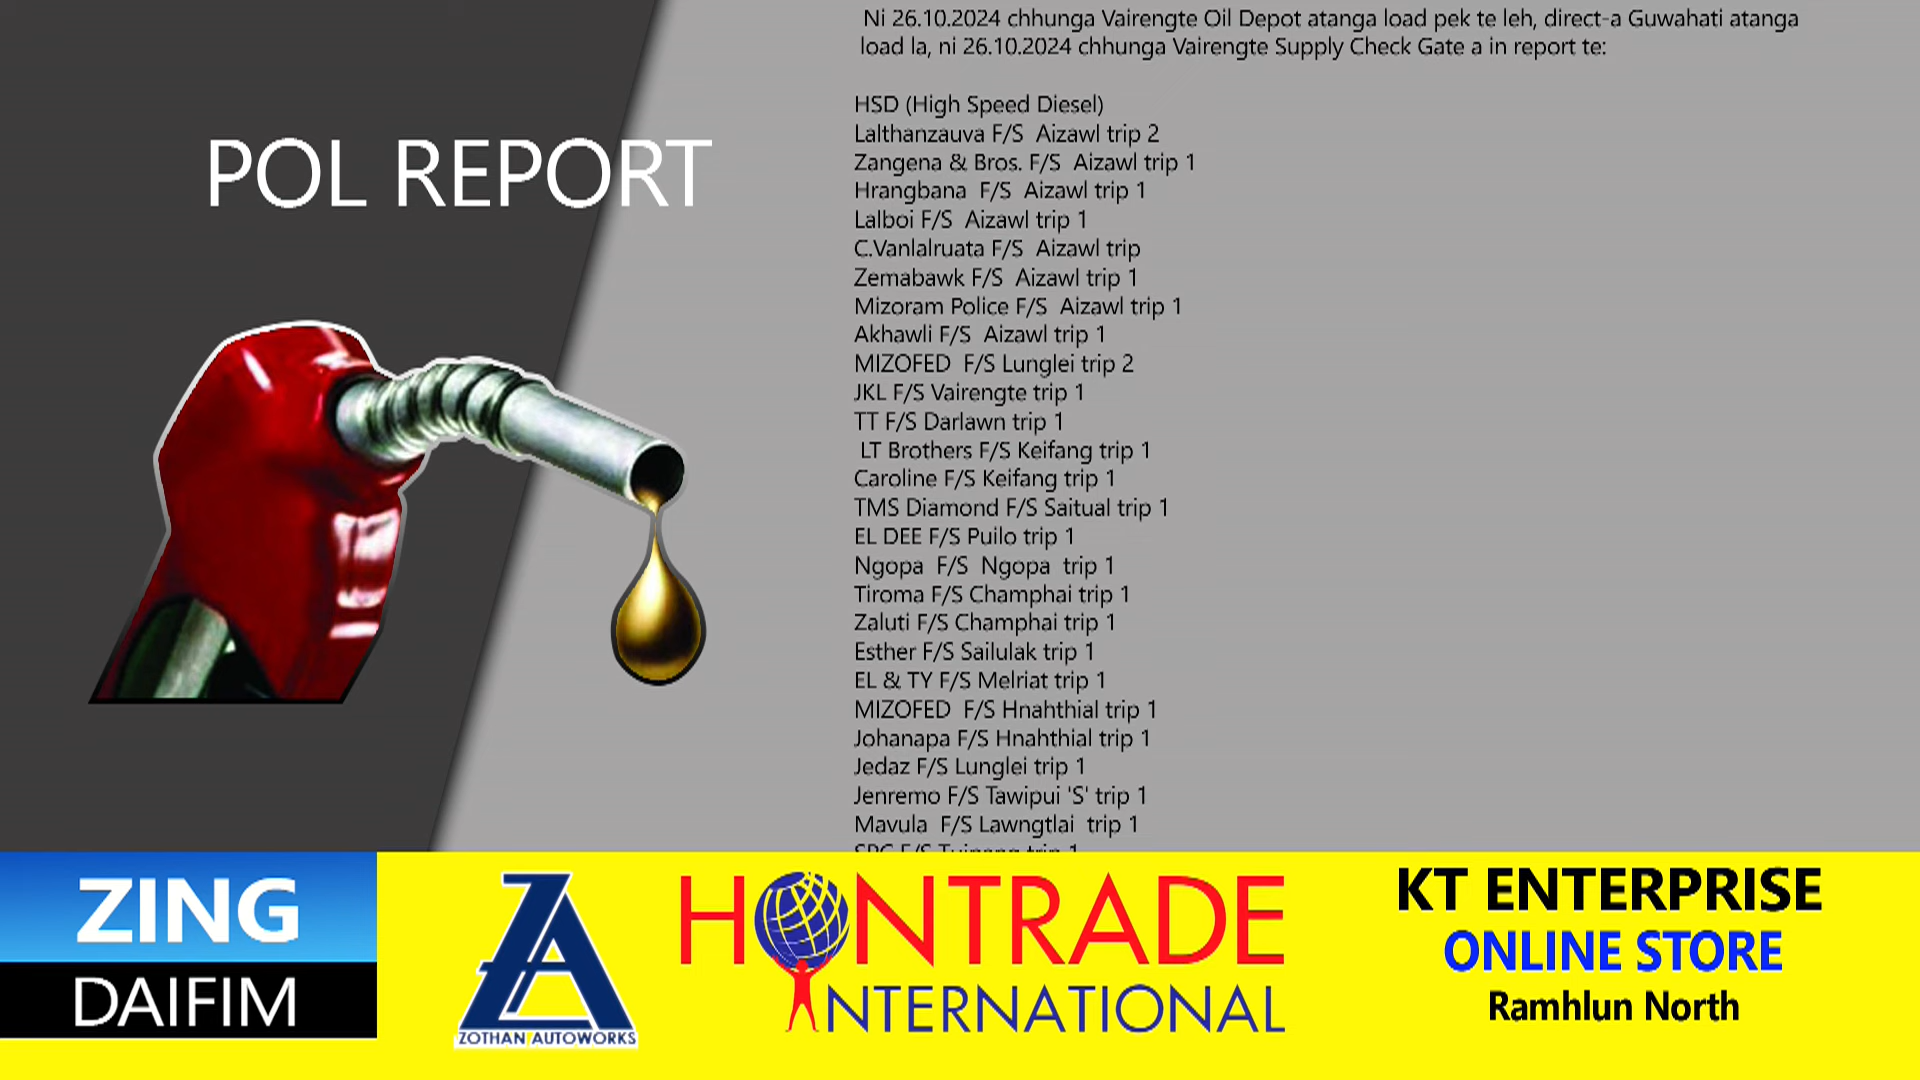 Ni 26.10.2024 chhunga Vairengte Oil Depot atanga load pek te leh, direct-a Guwahati atanga
load la, ni 26.10.2024 chhunga Vairengte Supply Check Gate a in report te:
POL REPORT
HSD (High Speed Diesel)
Lalthanzauva F/S Aizawl trip 2
Zangena & Bros. F/S Aizawl trip 1
Hrangbana F/S Aizawl trip 1
Lalboi F/S Aizawl trip 1
C.Vanlalruata F/S Aizawl trip
Zemabawk F/S Aizawl trip 1
Mizoram Police F/S Aizawl trip 1
Akhawli F/S Aizawl trip 1
MIZOFED F/S Lunglei trip 2
JKL F/S Vairengte trip 1
TT F/S Darlawn trip 1
LT Brothers F/S Keifang trip 1
Caroline F/S Keifang trip 1
TMS Diamond F/S Saitual trip 1
EL DEE F/S Puilo trip 1
Ngopa F/S Ngopa trip 1
Tiroma F/S Champhai trip 1
Zaluti F/S Champhai trip 1
Esther F/S Sailulak trip 1
EL & TY F/S Melriat trip 1
MIZOFED F/S Hnahthial trip 1
Johanapa F/S Hnahthial trip 1
Jedaz F/S Lunglei trip 1
Jenremo F/S Tawipui 'S' trip 1
Mavula F/S Lawngtlai trip 1
ZING
DAIFIM
ZA
ZOTHAN AUTOWORKS
HONTRADE
INTERNATIONAL
KT ENTERPRISE
ONLINE STORE
Ramhlun North